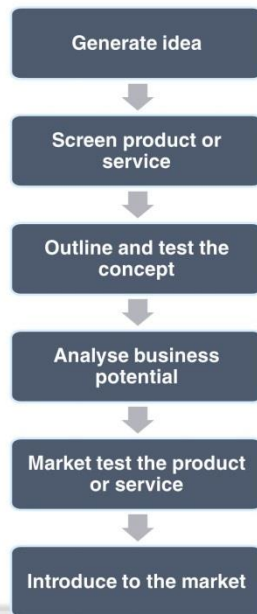 Generate idea
Screen product or
service
Outline and test the
concept
Analyse business
potential
Market test the product
or service
Introduce to the market